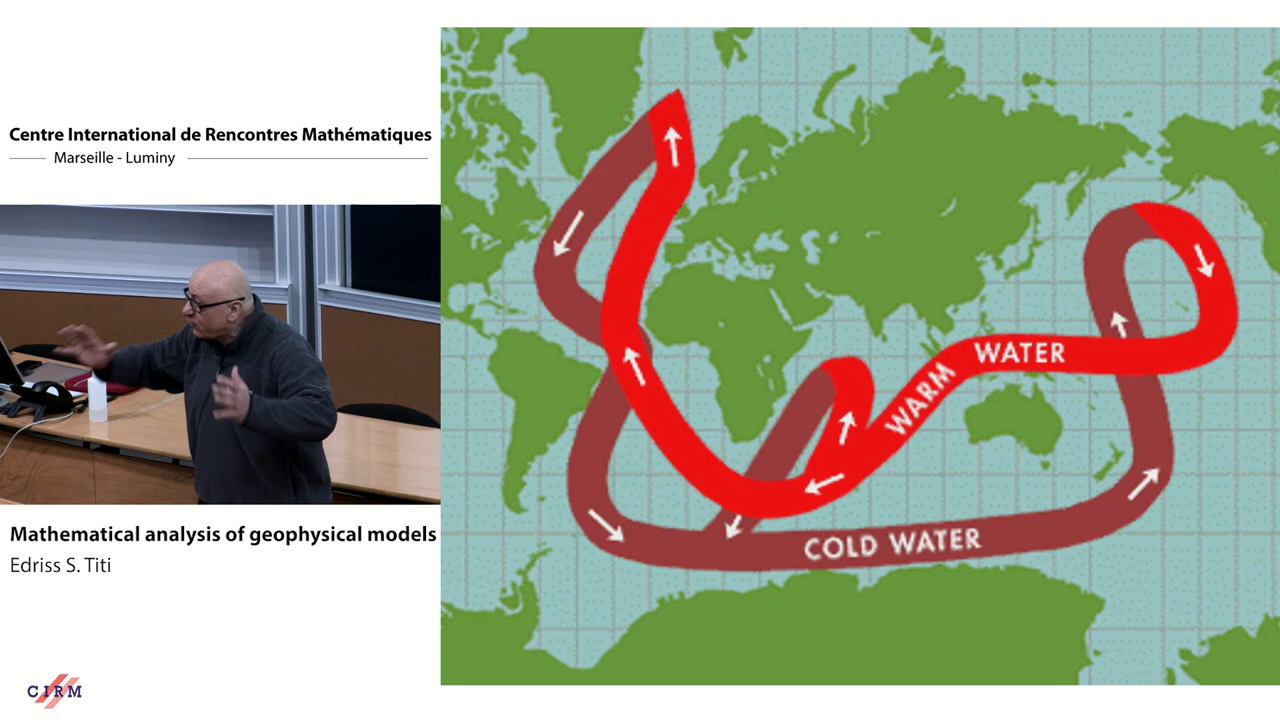 Centre International de Rencontres Mathématiques
Marseille - Luminy
Mathematical analysis of geophysical models
Edriss S. Titi
CIRM
WATER
WARM
COLD WATER